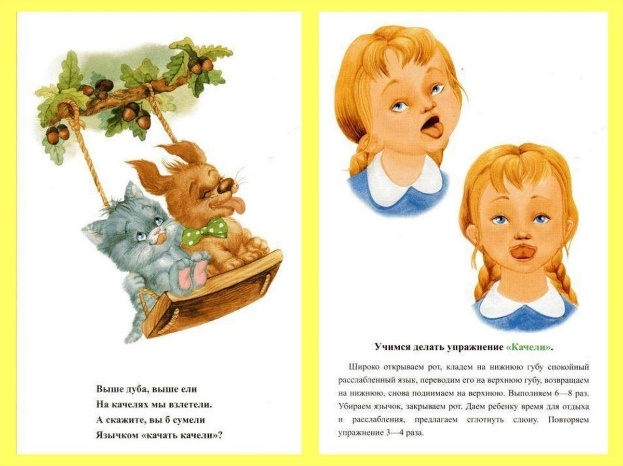 Выше дуба, выше ели
На качелях мы взлетели.
А скажите, вы б сумели
Язычком «качать качели»?
Учимся делать упражнение «Качели».
Широко открываем рот, кладем на нижнюю губу спокойный
расслабленный язык, переводим его на верхнюю губу, возвращаем
на нижнюю, снова поднимаем на верхнюю. Выполняем 6—8 раз.
Убираем язычок, закрываем рот. Даем ребенку время для отдыха
и расслабления, предлагаем сглотнуть слюну. Повторяем
упражнение 3—4 раза.